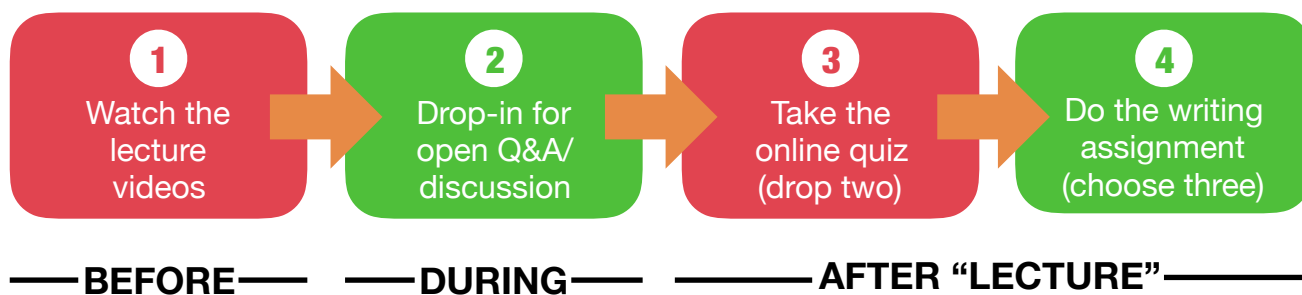 1
Watch the
lecture
videos
2
Drop-in for
open Q&A/
discussion
3
Take the
online quiz
(drop two)
4
Do the writing
assignment
(choose three)
BEFORE
DURING
AFTER “LECTURE”